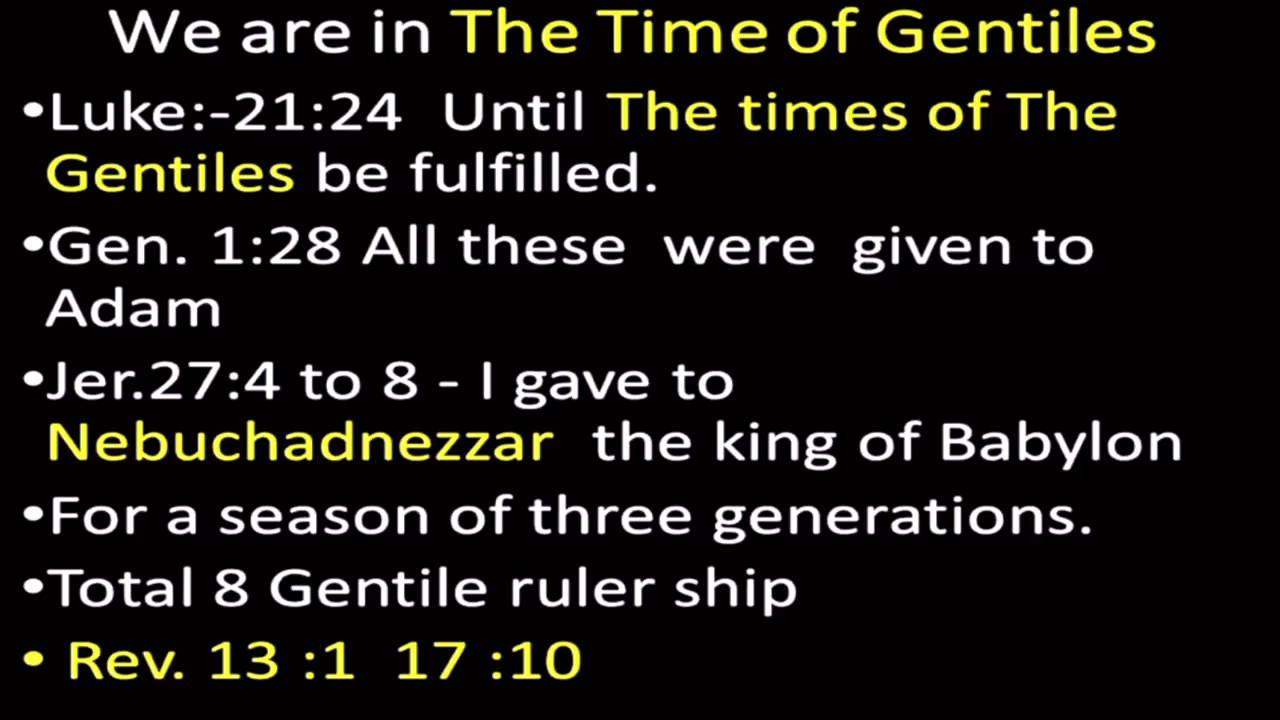 We are in The Time of Gentiles
•Luke:-21:24 Until The times of The
Gentiles be fulfilled.
•Gen. 1:28 All these were given to
Adam
•Jer.27:4 to 8 - I gave to
Nebuchadnezzar the king of Babylon
•For a season of three generations.
•Total 8 Gentile ruler ship
• Rev. 13 :1 17 :10